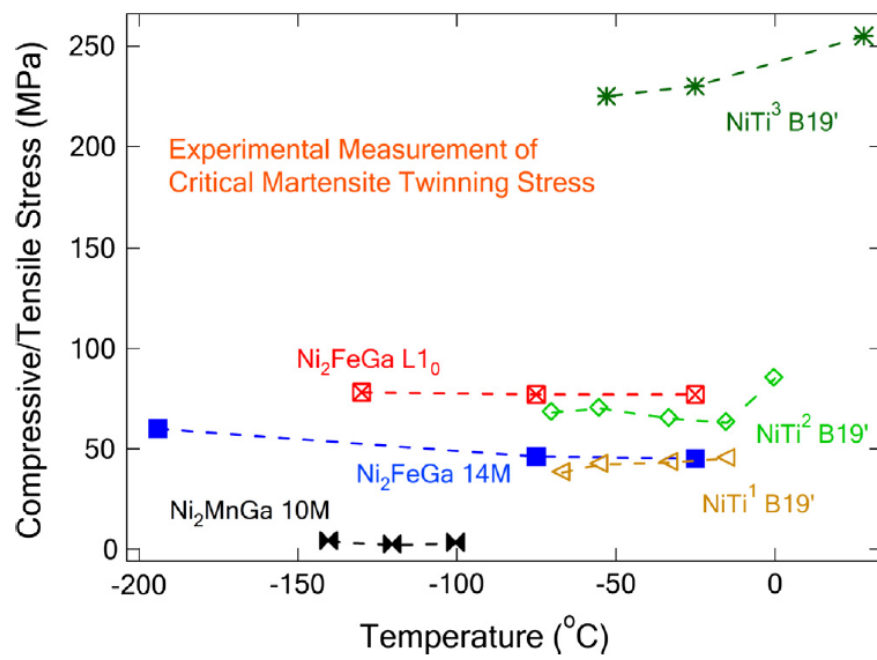 250
200
150
100
50
0
-200
-150
-100
-50
0
Compressive/Tensile Stress (MPa)
Temperature (°C)
Experimental Measurement of
Critical Martensite Twinning Stress
NiTi³ B19'
Ni₂FeGa L1₀
NiTi² B19'
Ni₂FeGa 14M
NiTi¹ B19'
Ni₂MnGa 10M